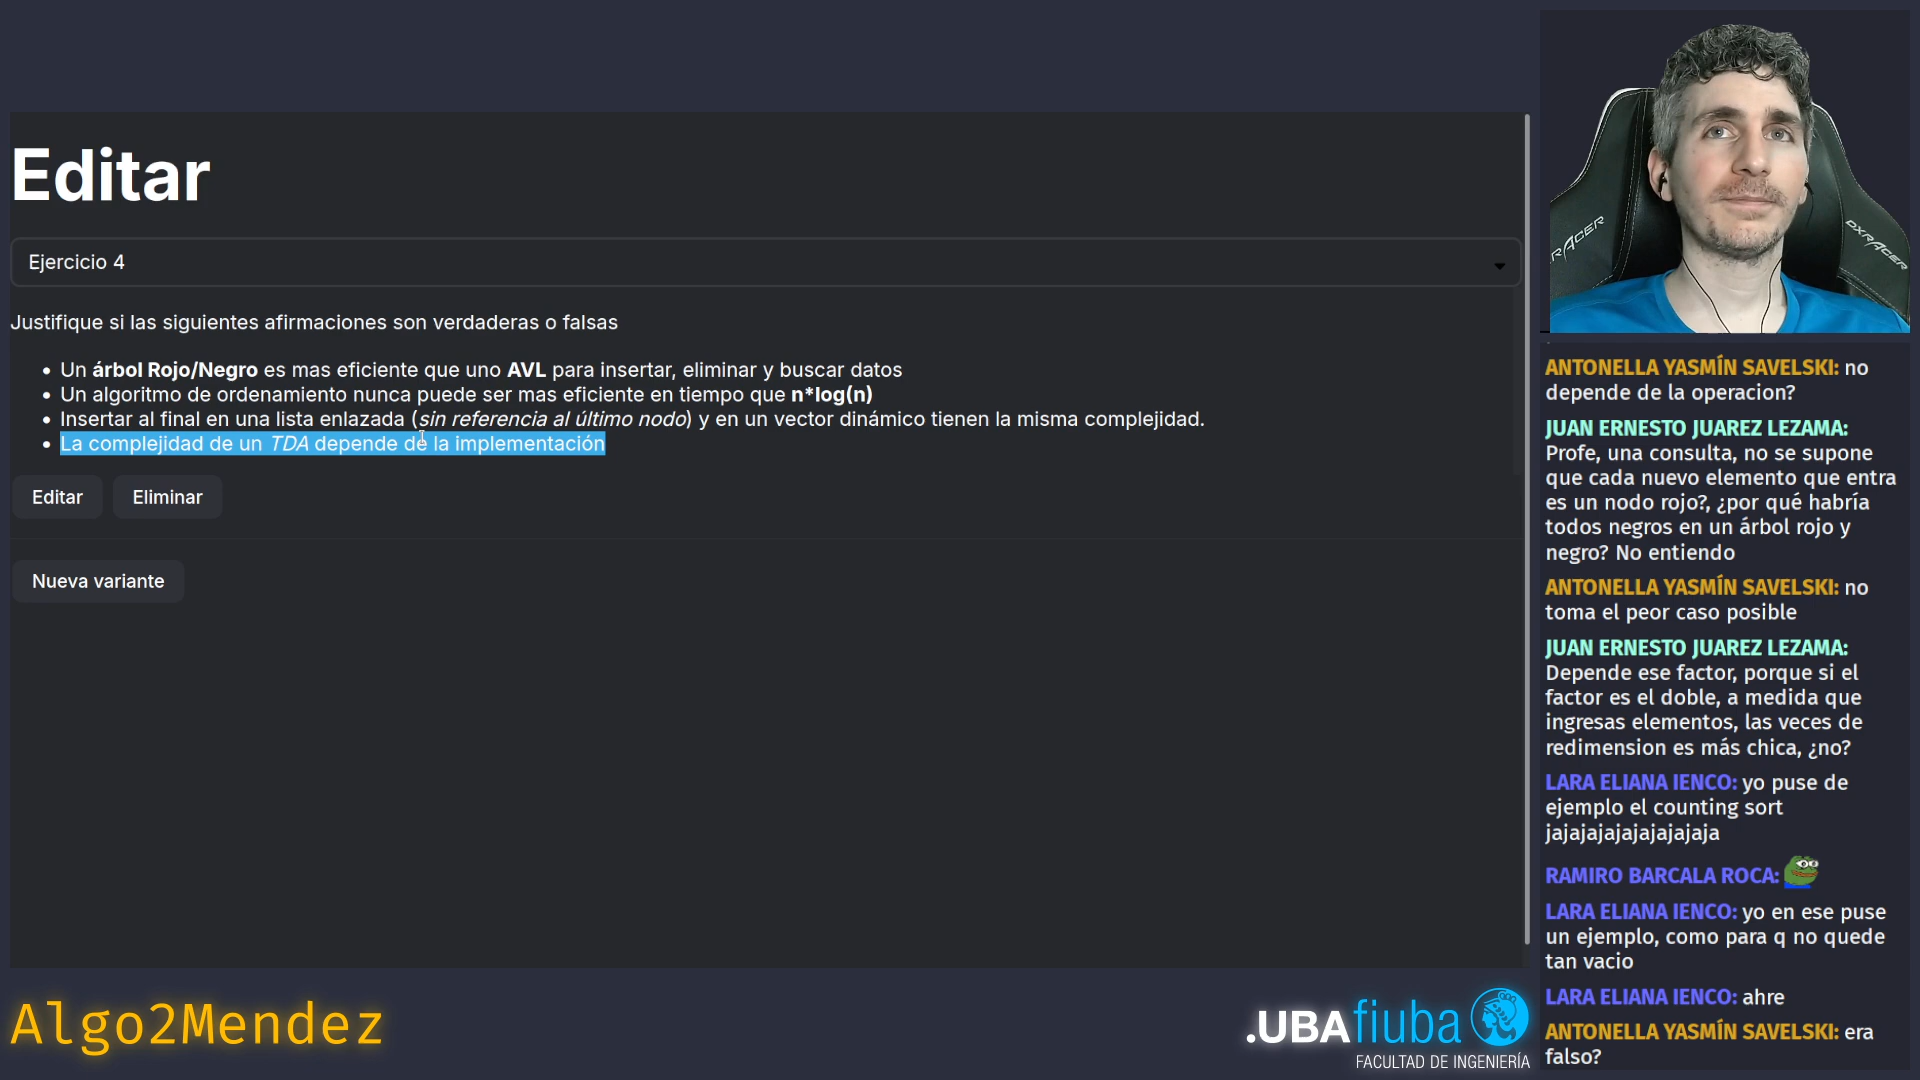 Editar
Ejercicio 4
Justifique si las siguientes afirmaciones son verdaderas o falsas
• Un árbol Rojo/Negro es mas eficiente que uno AVL para insertar, eliminar y buscar datos
• Un algoritmo de ordenamiento nunca puede ser mas eficiente en tiempo que n*log(n)
• Insertar al final en una lista enlazada (sin referencia al último nodo) y en un vector dinámico tienen la misma complejidad.
• La complejidad de un TDA depende de la implementación
Editar Eliminar
Nueva variante
Algo2Mendez
.UBAfiuba
FACULTAD DE INGENIERÍA
DXRACER
ANTONELLA YASMÍN SAVELSKI: no
depende de la operacion?
JUAN ERNESTO JUAREZ LEZAMA:
Profe, una consulta, no se supone
que cada nuevo elemento que entra
es un nodo rojo?, ¿por qué habría
todos negros en un árbol rojo y
negro? No entiendo
ANTONELLA YASMÍN SAVELSKI: no
toma el peor caso posible
JUAN ERNESTO JUAREZ LEZAMA:
Depende ese factor, porque si el
factor es el doble, a medida que
ingresas elementos, las veces de
redimension es más chica, ¿no?
LARA ELIANA IENCO: yo puse de
ejemplo el counting sort
jajajajajajajajajaja
RAMIRO BARCALA ROCA:
LARA ELIANA IENCO: yo en ese puse
un ejemplo, como para q no quede
tan vacio
LARA ELIANA IENCO: ahre
ANTONELLA YASMÍN SAVELSKI: era
falso?